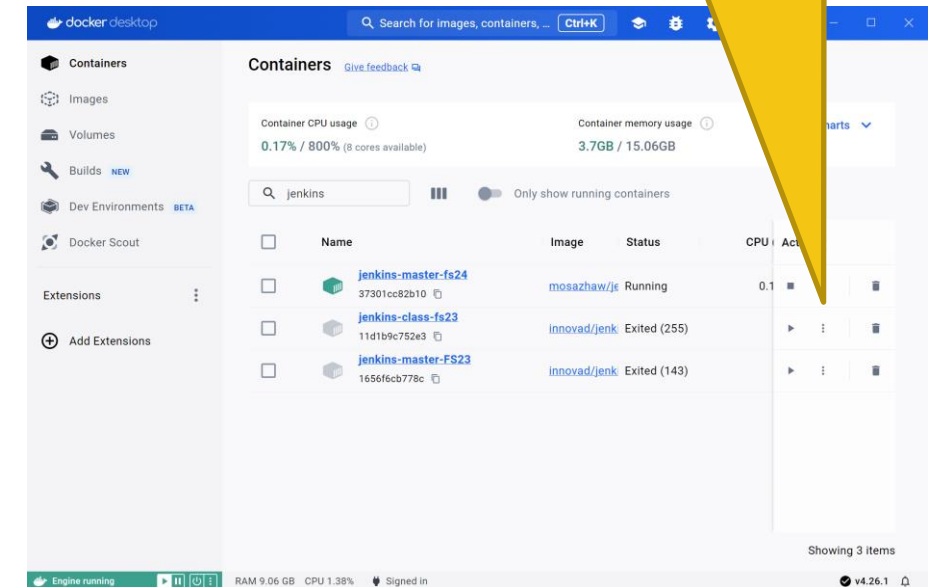 docker desktop
Search for images, containers, ... Ctrl+K
Containers
Images
Volumes
Builds NEW
Dev Environments BETA
Docker Scout
Extensions
Add Extensions
Containers Give feedback
Container CPU usage
0.17% / 800% (8 cores available)
Container memory usage
3.7GB / 15.06GB
jenkins
Only show running containers
Name Image Status CPU
jenkins-master-fs24
37301cc82b10
mosazhaw/je Running 0.1
jenkins-class-fs23
11d1b9c752e3
innovad/jenk Exited (255)
jenkins-master-FS23
1656f6cb778c
innovad/jenk Exited (143)
Showing 3 items
Engine running RAM 9.06 GB CPU 1.38% Signed in v4.26.1